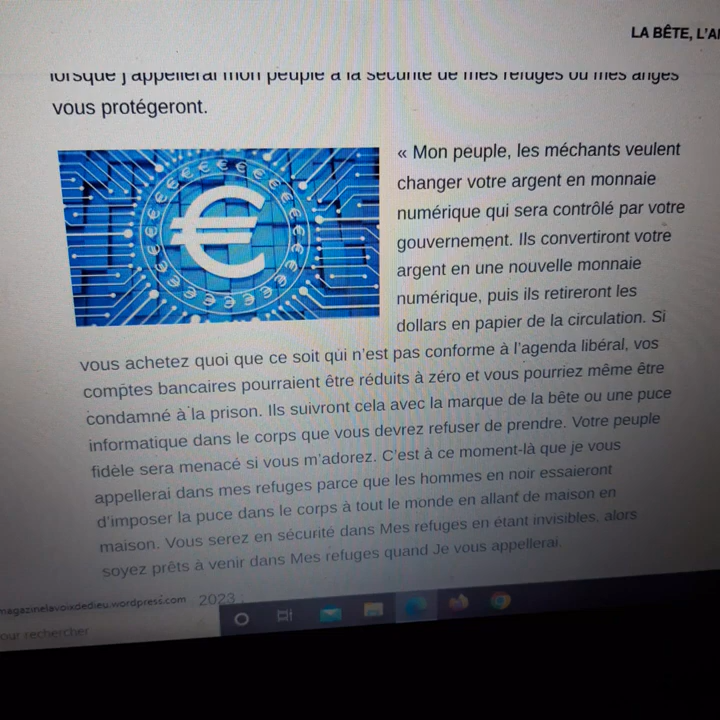 LA BÊTE, L'A
lorsque j'appellerai mon peuple à la sécurité de mes refuges où mes anges
vous protégeront.
« Mon peuple, les méchants veulent
changer votre argent en monnaie
numérique qui sera contrôlé par votre
gouvernement. Ils convertiront votre
argent en une nouvelle monnaie
numérique, puis ils retireront les
dollars en papier de la circulation. Si
vous achetez quoi que ce soit qui n'est pas conforme à l'agenda libéral, vos
comptes bancaires pourraient être réduits à zéro et vous pourriez même être
condamné à la prison. Ils suivront cela avec la marque de la bête ou une puce
informatique dans le corps que vous devrez refuser de prendre. Votre peuple
fidèle sera menacé si vous m'adorez. C'est à ce moment-là que je vous
appellerai dans mes refuges parce que les hommes en noir essaieront
d'imposer la puce dans le corps à tout le monde en allant de maison en
maison. Vous serez en sécurité dans Mes refuges en étant invisibles, alors
soyez prêts à venir dans Mes refuges quand Je vous appellerai.
magazinelavoixdedieu.wordpress.com 2023
our rechercher